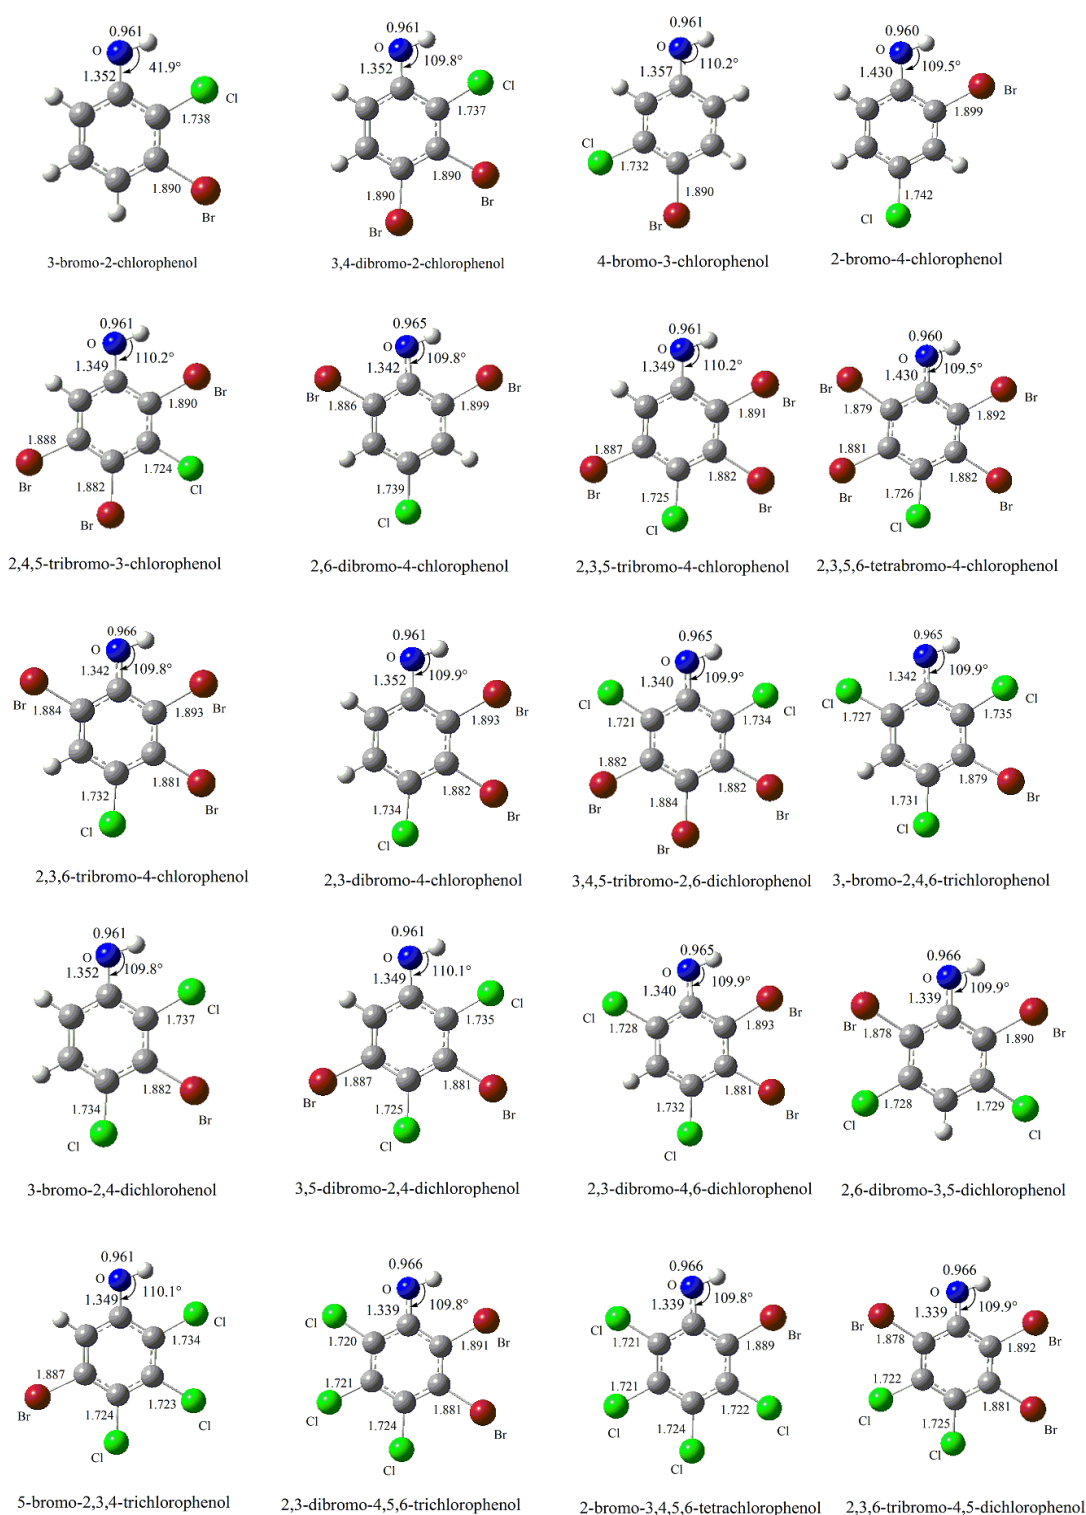 0.961
O
41.9°
1.352
Cl
1.738
1.890
Br
3-bromo-2-chlorophenol
0.961
O
109.8°
1.352
Cl
1.737
1.890
1.890
Br
Br
3,4-dibromo-2-chlorophenol
0.961
O
110.2°
1.357
Cl
1.732
1.890
Br
4-bromo-3-chlorophenol
0.960
O
109.5°
1.430
Br
1.899
1.742
Cl
2-bromo-4-chlorophenol
0.961
O
110.2°
1.349
Br
1.890
1.888
1.724
Br
Cl
1.882
Br
2,4,5-tribromo-3-chlorophenol
0.965
O
109.8°
1.342
Br
Br
1.886
1.899
1.739
Cl
2,6-dibromo-4-chlorophenol
0.961
O
110.2°
1.349
Br
1.891
1.887
1.882
Br
Br
1.725
Cl
2,3,5-tribromo-4-chlorophenol
0.960
O
109.5°
1.430
Br
Br
1.879
1.892
1.881
1.882
Br
Br
1.726
Cl
2,3,5,6-tetrabromo-4-chlorophenol
0.966
O
109.8°
1.342
Br
1.884
1.893
Br
1.881
1.732
Br
Cl
2,3,6-tribromo-4-chlorophenol
0.961
O
109.9°
1.352
1.893
Br
1.882
1.734
Br
Cl
2,3-dibromo-4-chlorophenol
0.965
O
109.9°
1.340
Cl
Cl
1.721
1.734
1.882
1.882
Br
Br
1.884
Br
3,4,5-tribromo-2,6-dichlorophenol
0.965
O
109.9°
1.342
Cl
Cl
1.727
1.735
1.879
1.731
Br
Cl
3,-bromo-2,4,6-trichlorophenol
0.961
O
109.8°
1.352
Cl
1.737
1.882
1.734
Br
Cl
3-bromo-2,4-dichlorohenol
0.961
O
110.1°
1.349
Cl
1.735
1.887
1.881
Br
Br
1.725
Cl
3,5-dibromo-2,4-dichlorophenol
0.965
O
109.9°
1.340
Cl
Br
1.728
1.893
1.881
1.732
Br
Cl
2,3-dibromo-4,6-dichlorophenol
0.966
O
109.9°
1.339
Br
Br
1.878
1.890
1.728
1.729
Cl
Cl
2,6-dibromo-3,5-dichlorophenol
0.961
O
110.1°
1.349
Cl
1.734
1.887
1.723
Br
Cl
1.724
Cl
5-bromo-2,3,4-trichlorophenol
0.966
O
109.8°
1.339
Cl
Br
1.720
1.891
1.721
1.881
Cl
Br
1.724
Cl
2,3-dibromo-4,5,6-trichlorophenol
0.966
O
109.8°
1.339
Cl
Br
1.721
1.889
1.721
1.722
Cl
Cl
1.724
Cl
2-bromo-3,4,5,6-tetrachlorophenol
0.966
O
109.9°
1.339
Br
Br
1.878
1.892
1.722
1.881
Cl
Br
1.725
Cl
2,3,6-tribromo-4,5-dichlorophenol